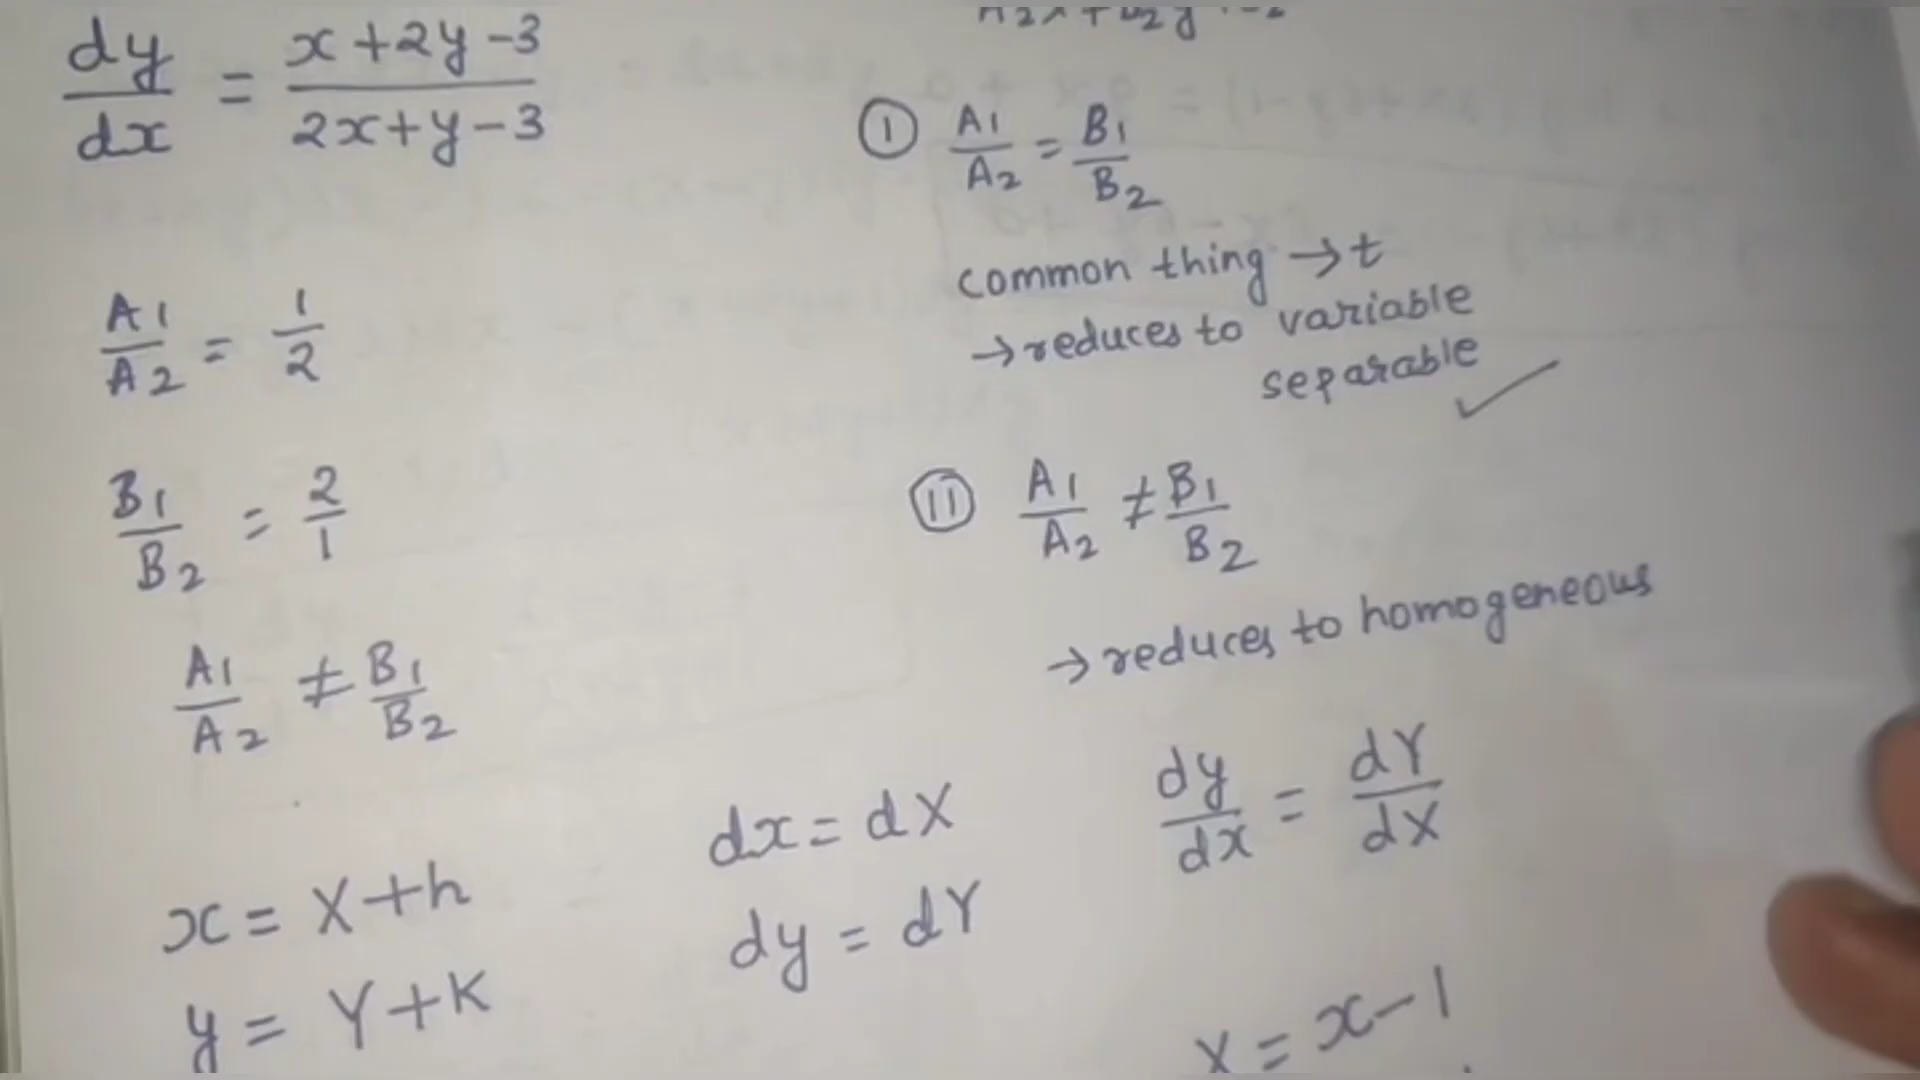 dy/dx = (x+2y-3)/(2x+y-3)
A1/A2 = 1/2
B1/B2 = 2/1
A1/A2 ≠ B1/B2
x = X+h
y = Y+K
dx = dX
dy = dY
① A1/A2 = B1/B2
common thing → t
→ reduces to variable
separable ✓
⑪ A1/A2 ≠ B1/B2
→ reduces to homogeneous
dy/dx = dY/dX
X = x-1